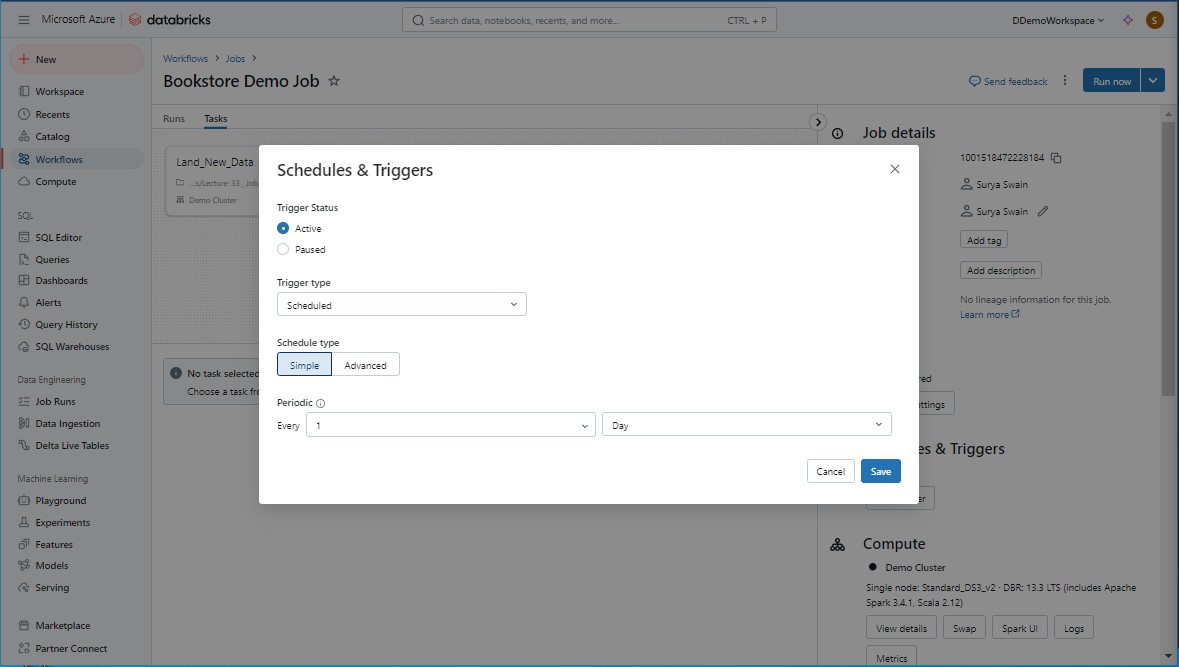 Microsoft Azure
databricks
Search data, notebooks, recents, and more...
CTRL + P
DDemoWorkspace
S
New
Workspace
Recents
Catalog
Workflows
Compute
SQL
SQL Editor
Queries
Dashboards
Alerts
Query History
SQL Warehouses
Data Engineering
Job Runs
Data Ingestion
Delta Live Tables
Machine Learning
Playground
Experiments
Features
Models
Serving
Marketplace
Partner Connect
Workflows > Jobs >
Bookstore Demo Job
Send feedback
Run now
Runs
Tasks
Land_New_Data
...s/Lecture-33_Job
Demo Cluster
No task selected
Choose a task fr
Schedules & Triggers
Trigger Status
Active
Paused
Trigger type
Scheduled
Schedule type
Simple
Advanced
Periodic
Every
1
Day
Cancel
Save
Job details
1001518472228184
Surya Swain
Surya Swain
Add tag
Add description
No lineage information for this job.
Learn more
red
ettings
es & Triggers
er
Compute
Demo Cluster
Single node: Standard_DS3_v2 · DBR: 13.3 LTS (includes Apache
Spark 3.4.1, Scala 2.12)
View details
Swap
Spark UI
Logs
Metrics